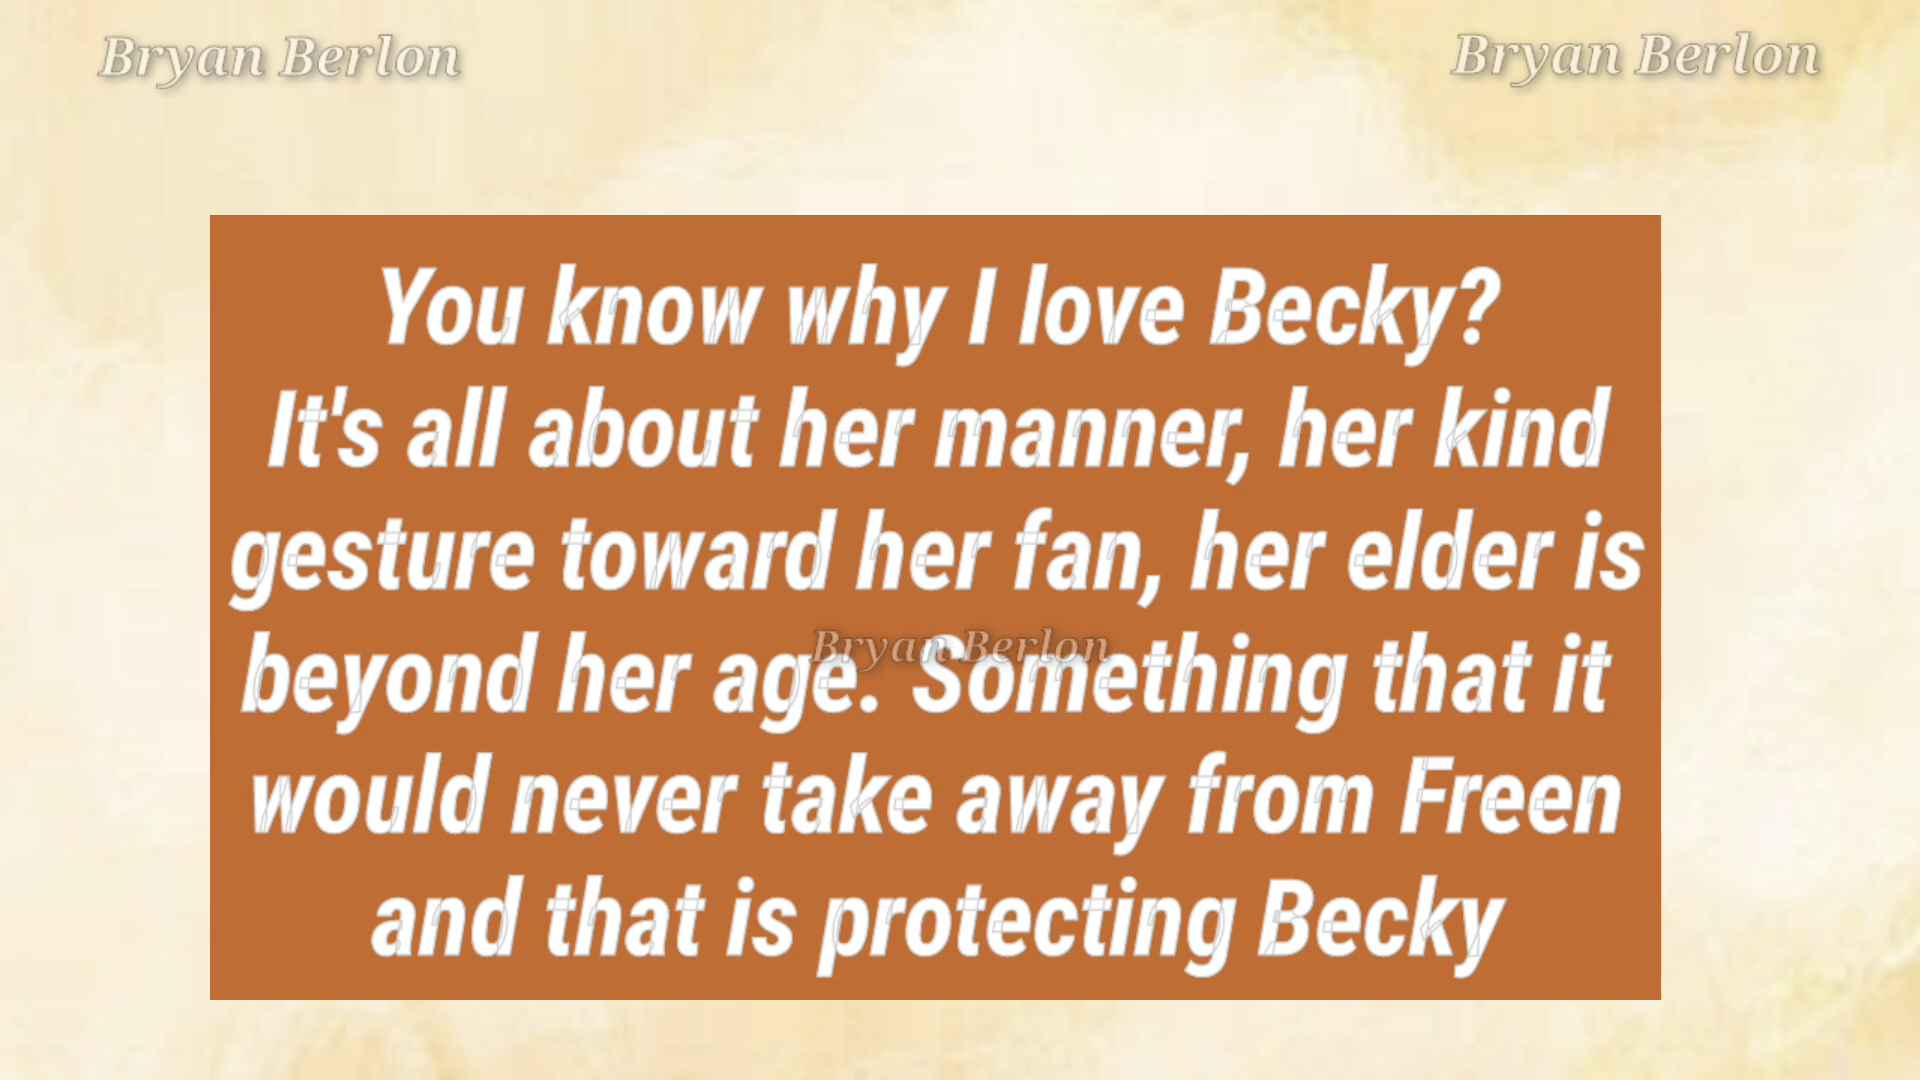 Bryan Berlon
Bryan Berlon
You know why I love Becky?
It's all about her manner, her kind
gesture toward her fan, her elder is
Bryan Berlon
beyond her age. Something that it
would never take away from Freen
and that is protecting Becky